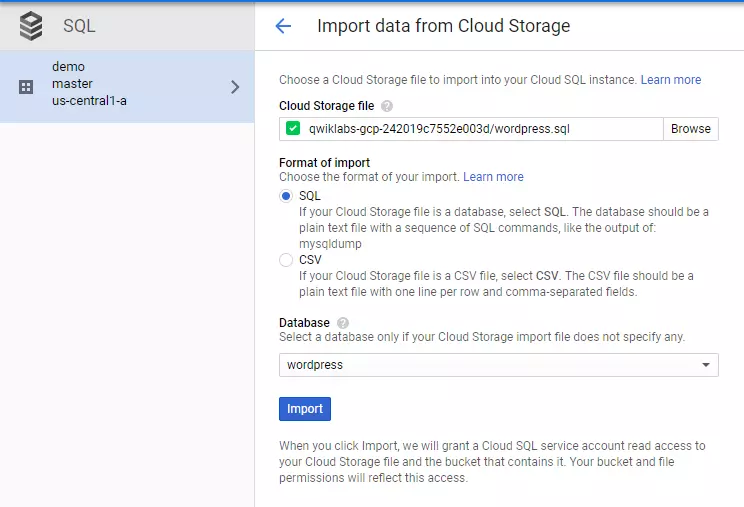 SQL
Import data from Cloud Storage
demo
master
us-central1-a
Choose a Cloud Storage file to import into your Cloud SQL instance. Learn more
Cloud Storage file ?
qwiklabs-gcp-242019c7552e003d/wordpress.sql
Browse
Format of import
Choose the format of your import. Learn more
SQL
If your Cloud Storage file is a database, select SQL. The database should be a
plain text file with a sequence of SQL commands, like the output of:
mysqldump
CSV
If your Cloud Storage file is a CSV file, select CSV. The CSV file should be a
plain text file with one line per row and comma-separated fields.
Database ?
Select a database only if your Cloud Storage import file does not specify any.
wordpress
Import
When you click Import, we will grant a Cloud SQL service account read access to
your Cloud Storage file and the bucket that contains it. Your bucket and file
permissions will reflect this access.